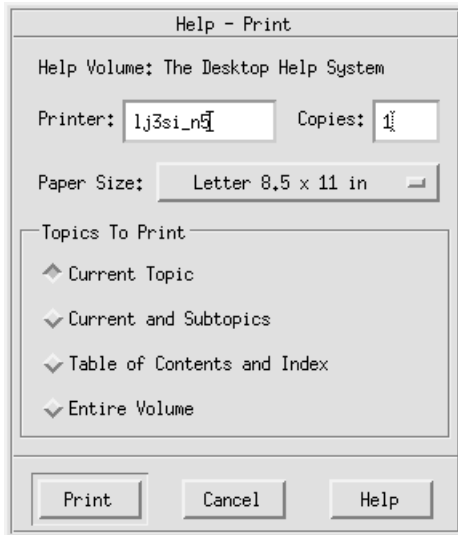 Help - Print
Help Volume: The Desktop Help System
Printer: lj3si_n5 Copies: 1
Paper Size: Letter 8.5 x 11 in
Topics To Print
Current Topic
Current and Subtopics
Table of Contents and Index
Entire Volume
Print Cancel Help